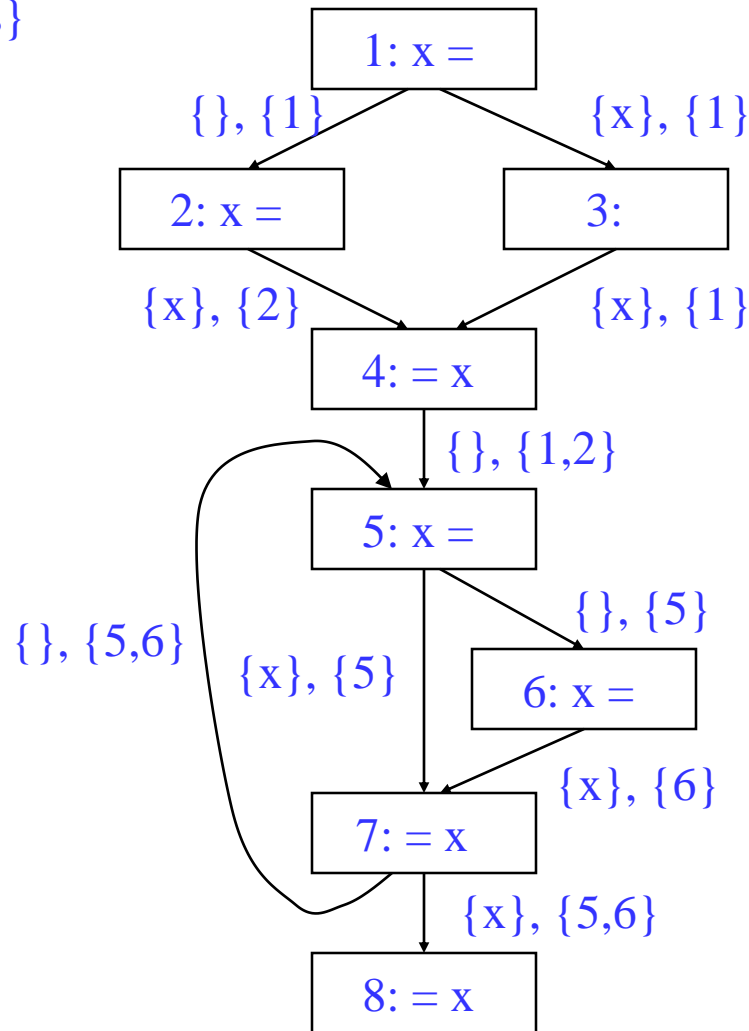 }
1: x =
{}, {1}
{x}, {1}
2: x =
3:
{x}, {2}
{x}, {1}
4: = x
{}, {1,2}
5: x =
{}, {5}
{}, {5,6}
{x}, {5}
6: x =
{x}, {6}
7: = x
{x}, {5,6}
8: = x